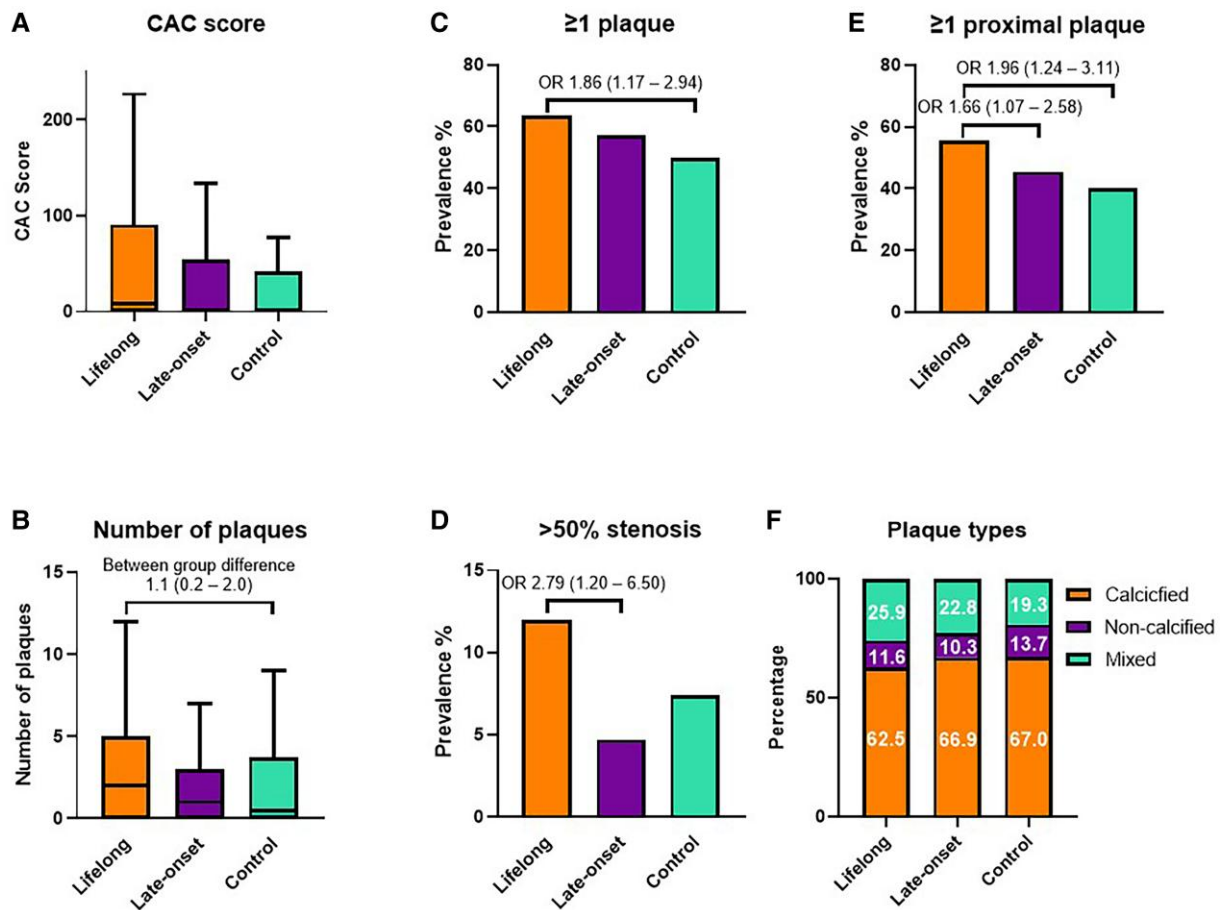 A
CAC score
CAC Score
200
100
0
Lifelong
Late-onset
Control
C
≥1 plaque
Prevalence %
80
60
40
20
0
OR 1.86 (1.17 – 2.94)
Lifelong
Late-onset
Control
E
≥1 proximal plaque
Prevalence %
80
60
40
20
0
OR 1.96 (1.24 – 3.11)
OR 1.66 (1.07 – 2.58)
Lifelong
Late-onset
Control
B
Number of plaques
Between group difference
1.1 (0.2 – 2.0)
Number of plaques
15
10
5
0
Lifelong
Late-onset
Control
D
>50% stenosis
Prevalence %
15
10
5
0
OR 2.79 (1.20 – 6.50)
Lifelong
Late-onset
Control
F
Plaque types
Percentage
100
50
0
25.9
22.8
19.3
11.6
10.3
13.7
62.5
66.9
67.0
Lifelong
Late-onset
Control
Calcicfied
Non-calcified
Mixed